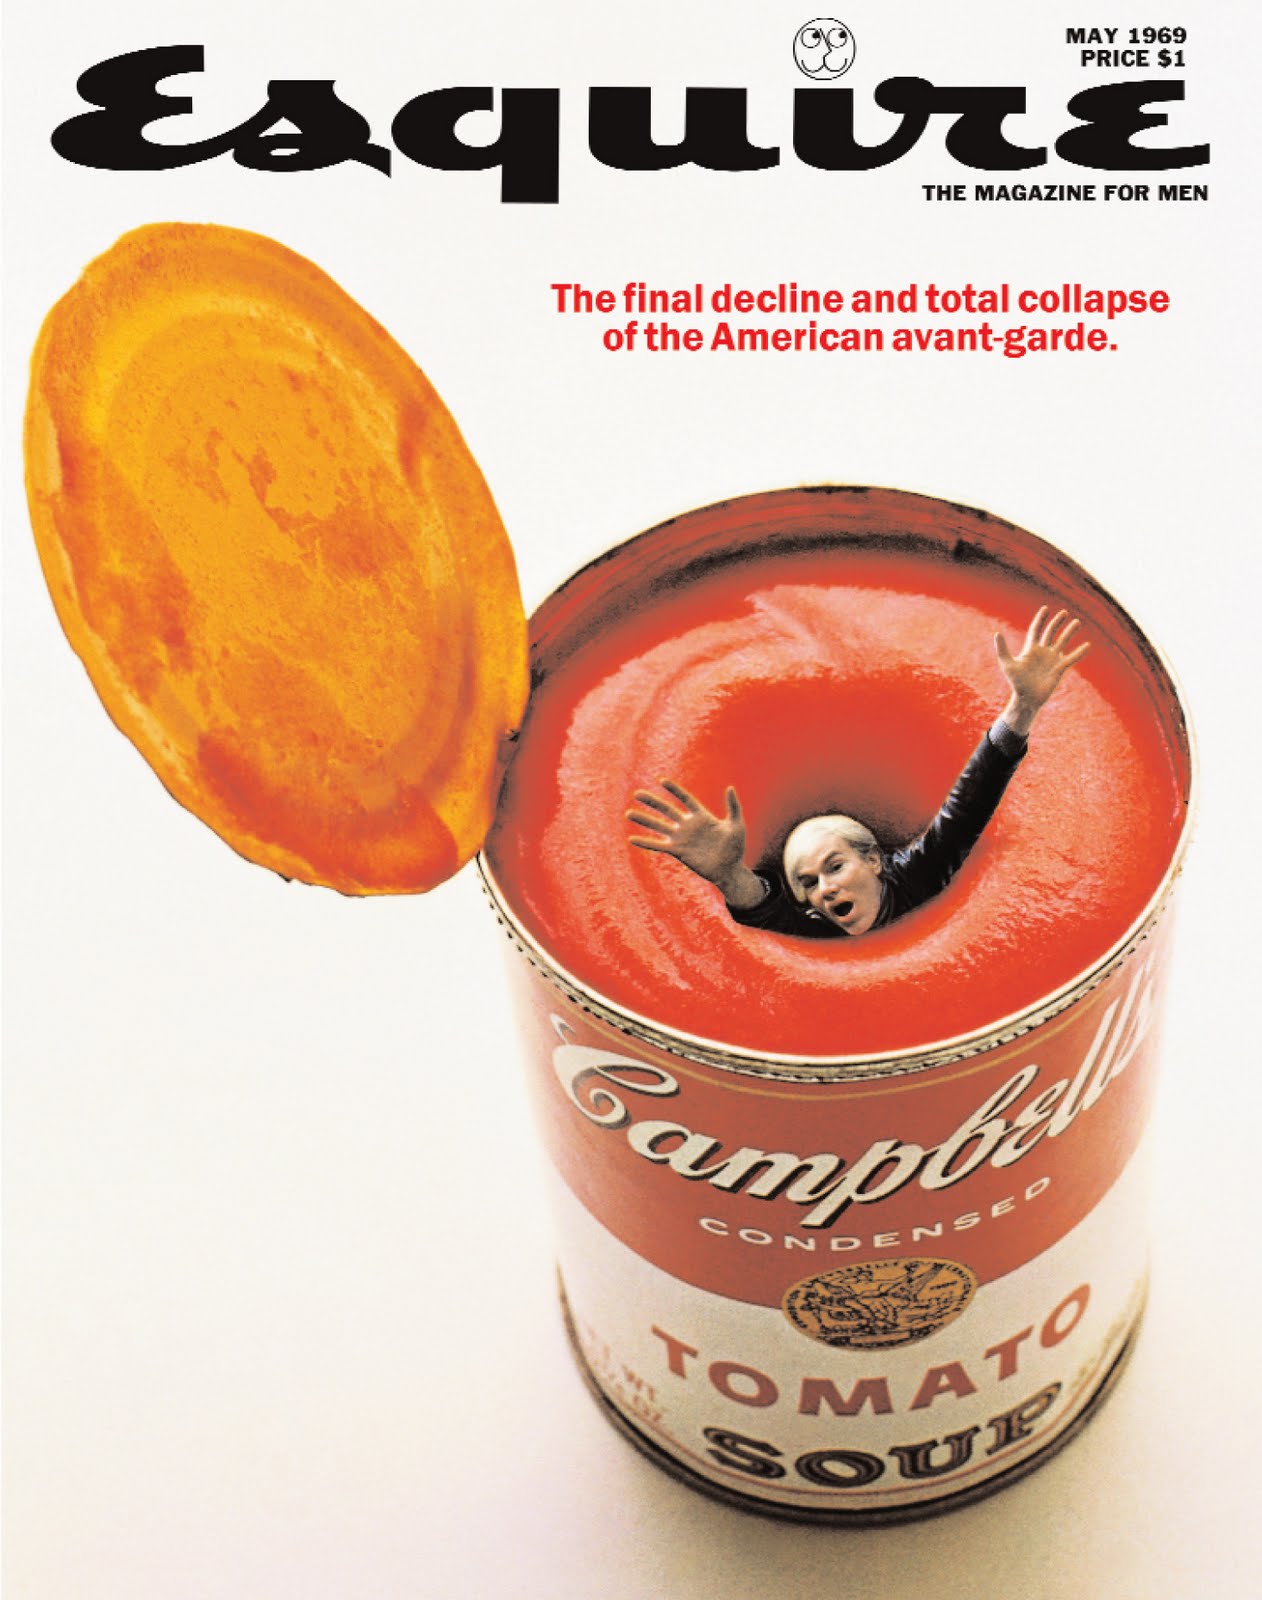 MAY 1969
PRICE $1
Esquire
THE MAGAZINE FOR MEN
The final decline and total collapse
of the American avant-garde.
Campbell's
CONDENSED
TOMATO
SOUP